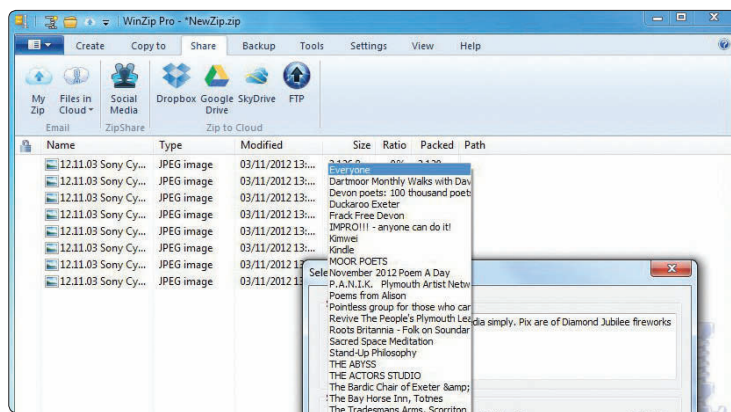 WinZip Pro - *NewZip.zip
Create Copy to Share Backup Tools Settings View Help
My Zip Files in Cloud Social Media Dropbox Google Drive SkyDrive FTP
Email ZipShare Zip to Cloud
Name Type Modified Size Ratio Packed Path
12.11.03 Sony Cy... JPEG image 03/11/2012 13:...
12.11.03 Sony Cy... JPEG image 03/11/2012 13:...
12.11.03 Sony Cy... JPEG image 03/11/2012 13:...
12.11.03 Sony Cy... JPEG image 03/11/2012 13:...
12.11.03 Sony Cy... JPEG image 03/11/2012 13:...
12.11.03 Sony Cy... JPEG image 03/11/2012 13:...
12.11.03 Sony Cy... JPEG image 03/11/2012 13
12.11.03 Sony Cy... JPEG image 03/11/2012 13
Everyone
Dartmoor Monthly Walks with Dav
Devon poets: 100 thousand poets
Duckaroo Exeter
Frack Free Devon
IMPRO!!! - anyone can do it!
Kimwei
Kindle
MOOR POETS
November 2012 Poem A Day
P.A.N.I.K. Plymouth Artist Netw
Poems from Alison
Pointless group for those who car
Revive The People's Plymouth Lea
Roots Britannia - Folk on Soundar
Sacred Space Meditation
Stand-Up Philosophy
THE ABYSS
THE ACTORS STUDIO
The Bardic Chair of Exeter &amp;
The Bay Horse Inn, Totnes
The Tradesmans Arms, Scorriton
Sele
dia simply. Pix are of Diamond Jubilee fireworks